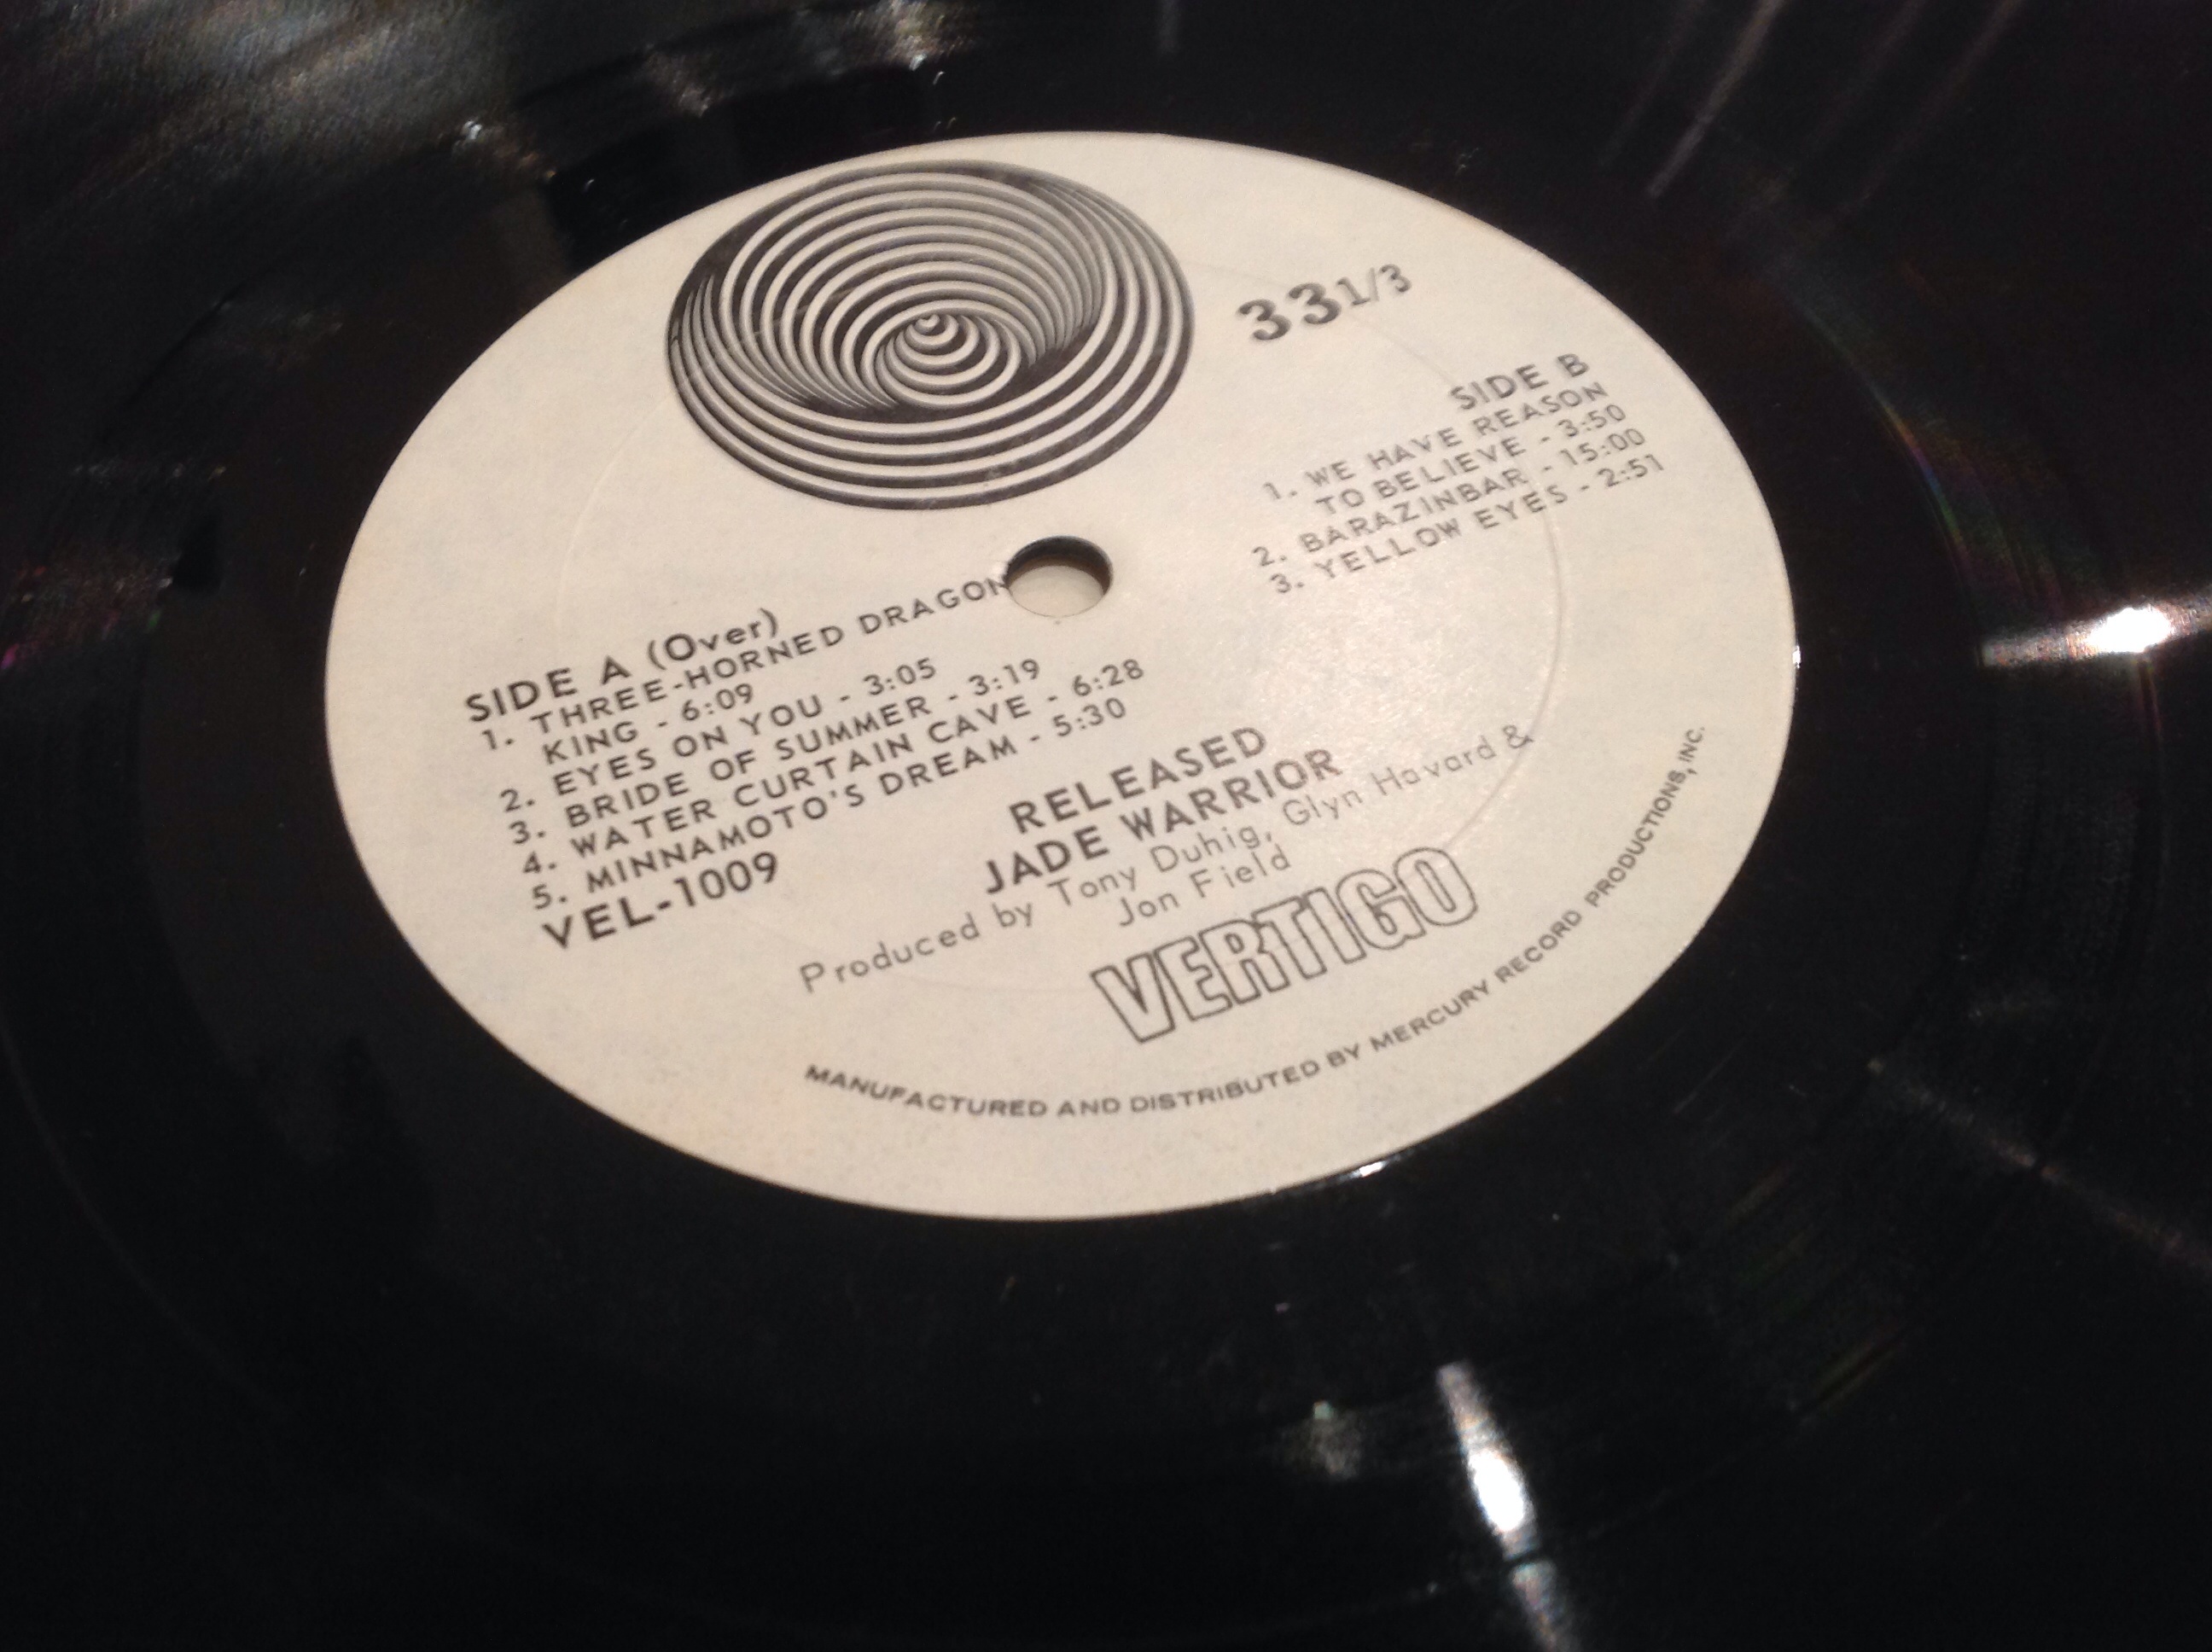 33 1/3
SIDE B
1. WE HAVE REASON
TO BELIEVE - 3:50
2. BARAZINBAR - 15:00
3. YELLOW EYES - 2:51
SIDE A (Over)
1. THREE-HORNED DRAGON
KING - 6:09
2. EYES ON YOU - 3:05
3. BRIDE OF SUMMER - 3:19
4. WATER CURTAIN CAVE - 6:28
5. MINNAMOTO'S DREAM - 5:30
VEL-1009
RELEASED
JADE WARRIOR
Produced by Tony Duhig, Glyn Havard &
Jon Field
VERTIGO
MANUFACTURED AND DISTRIBUTED BY MERCURY RECORD PRODUCTIONS, INC.